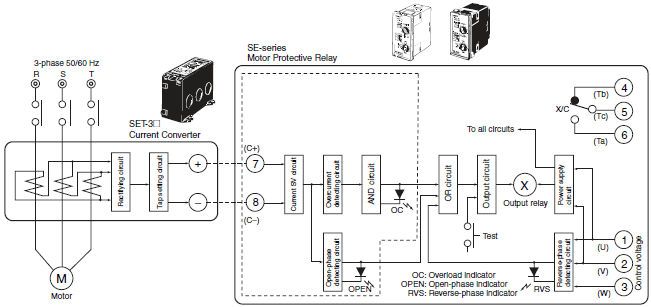 SE-series
Motor Protective Relay
3-phase 50/60 Hz
R S T
SET-3□
Current Converter
Rectifying circuit
Tap setting circuit
+
−
(C+)
7
8
(C−)
Current SV circuit
Overcurrent detecting circuit
AND circuit
OC
Open-phase detecting circuit
OPEN
OR circuit
Output circuit
Test
X
Output relay
To all circuits
Power supply circuit
Reverse-phase detecting circuit
RVS
X/C
(Tb)
4
(Tc)
5
(Ta)
6
1
(U)
2
(V)
3
(W)
Control voltage
OC: Overload Indicator
OPEN: Open-phase Indicator
RVS: Reverse-phase Indicator
M
Motor